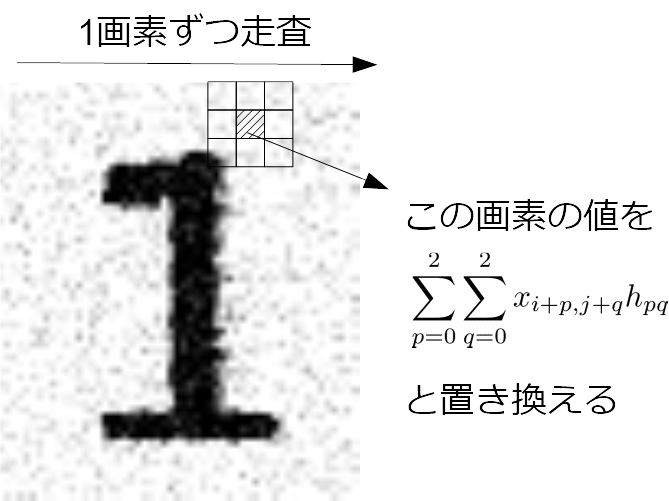 1画素ずつ走査
1
この画素の値を
\sum_{p=0}^{2} \sum_{q=0}^{2} x_{i+p,j+q} h_{pq}
と置き換える